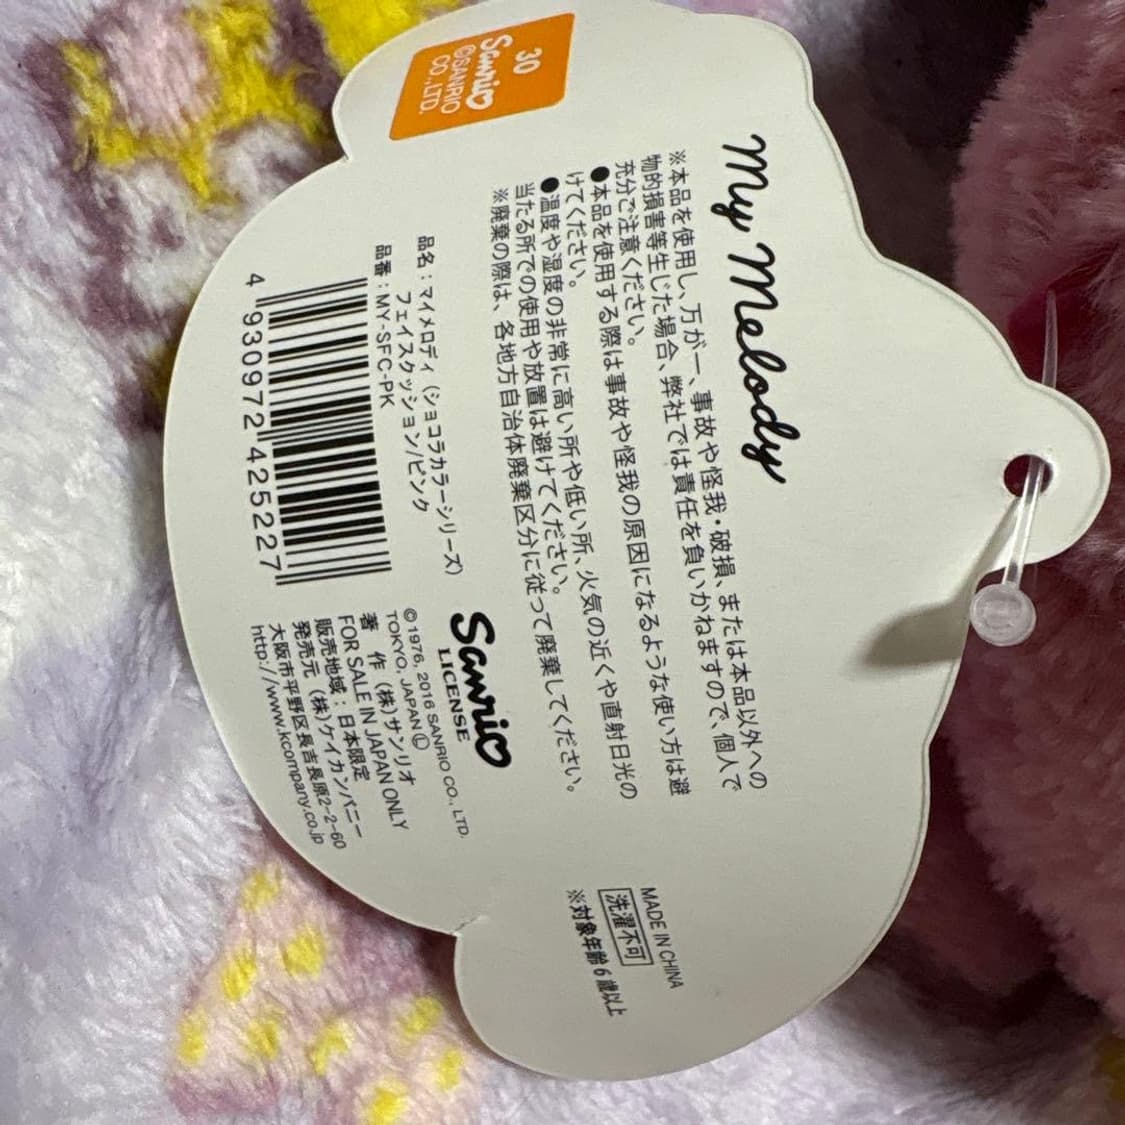 30
Sanrio
©SANRIO
CO.,LTD.
My Melody
※本品を使用し、万が一、事故や怪我・破損、または本品以外への
物的損害等生じた場合、弊社では責任を負いかねますので、個人で
充分ご注意ください。
●本品を使用する際は事故や怪我の原因になるような使い方は避
けてください。
●温度や湿度の非常に高い所や低い所、火気の近くや直射日光の
当たる所での使用や放置は避けてください。
※廃棄の際は、各地方自治体廃棄区分に従って廃棄してください。
品名：マイメロディ（ショコラカラーシリーズ）
フェイスクッション/ピンク
品番：MY-SFC-PK
4 930972 425227
Sanrio
LICENSE
©1976, 2016 SANRIO CO., LTD.
TOKYO, JAPAN Ⓛ
著　作（株）サンリオ
FOR SALE IN JAPAN ONLY
販売地域：日本限定
発売元（株）ケイカンパニー
大阪市平野区長吉長原2-2-60
http://www.kcompany.co.jp
MADE IN CHINA
洗濯不可
※対象年齢6歳以上